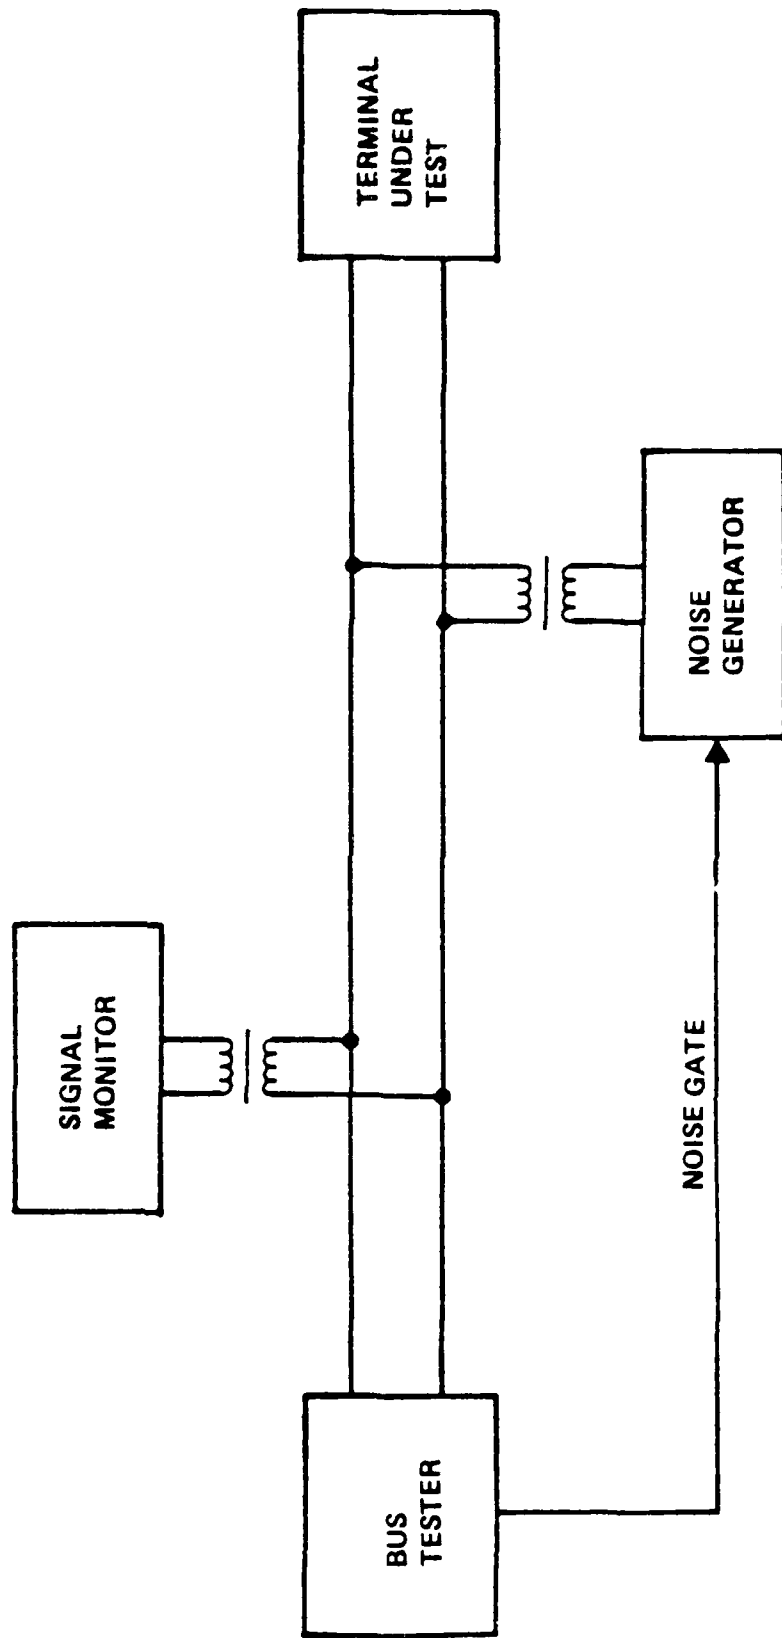 SIGNAL
MONITOR
BUS
TESTER
TERMINAL
UNDER
TEST
NOISE GATE
NOISE
GENERATOR